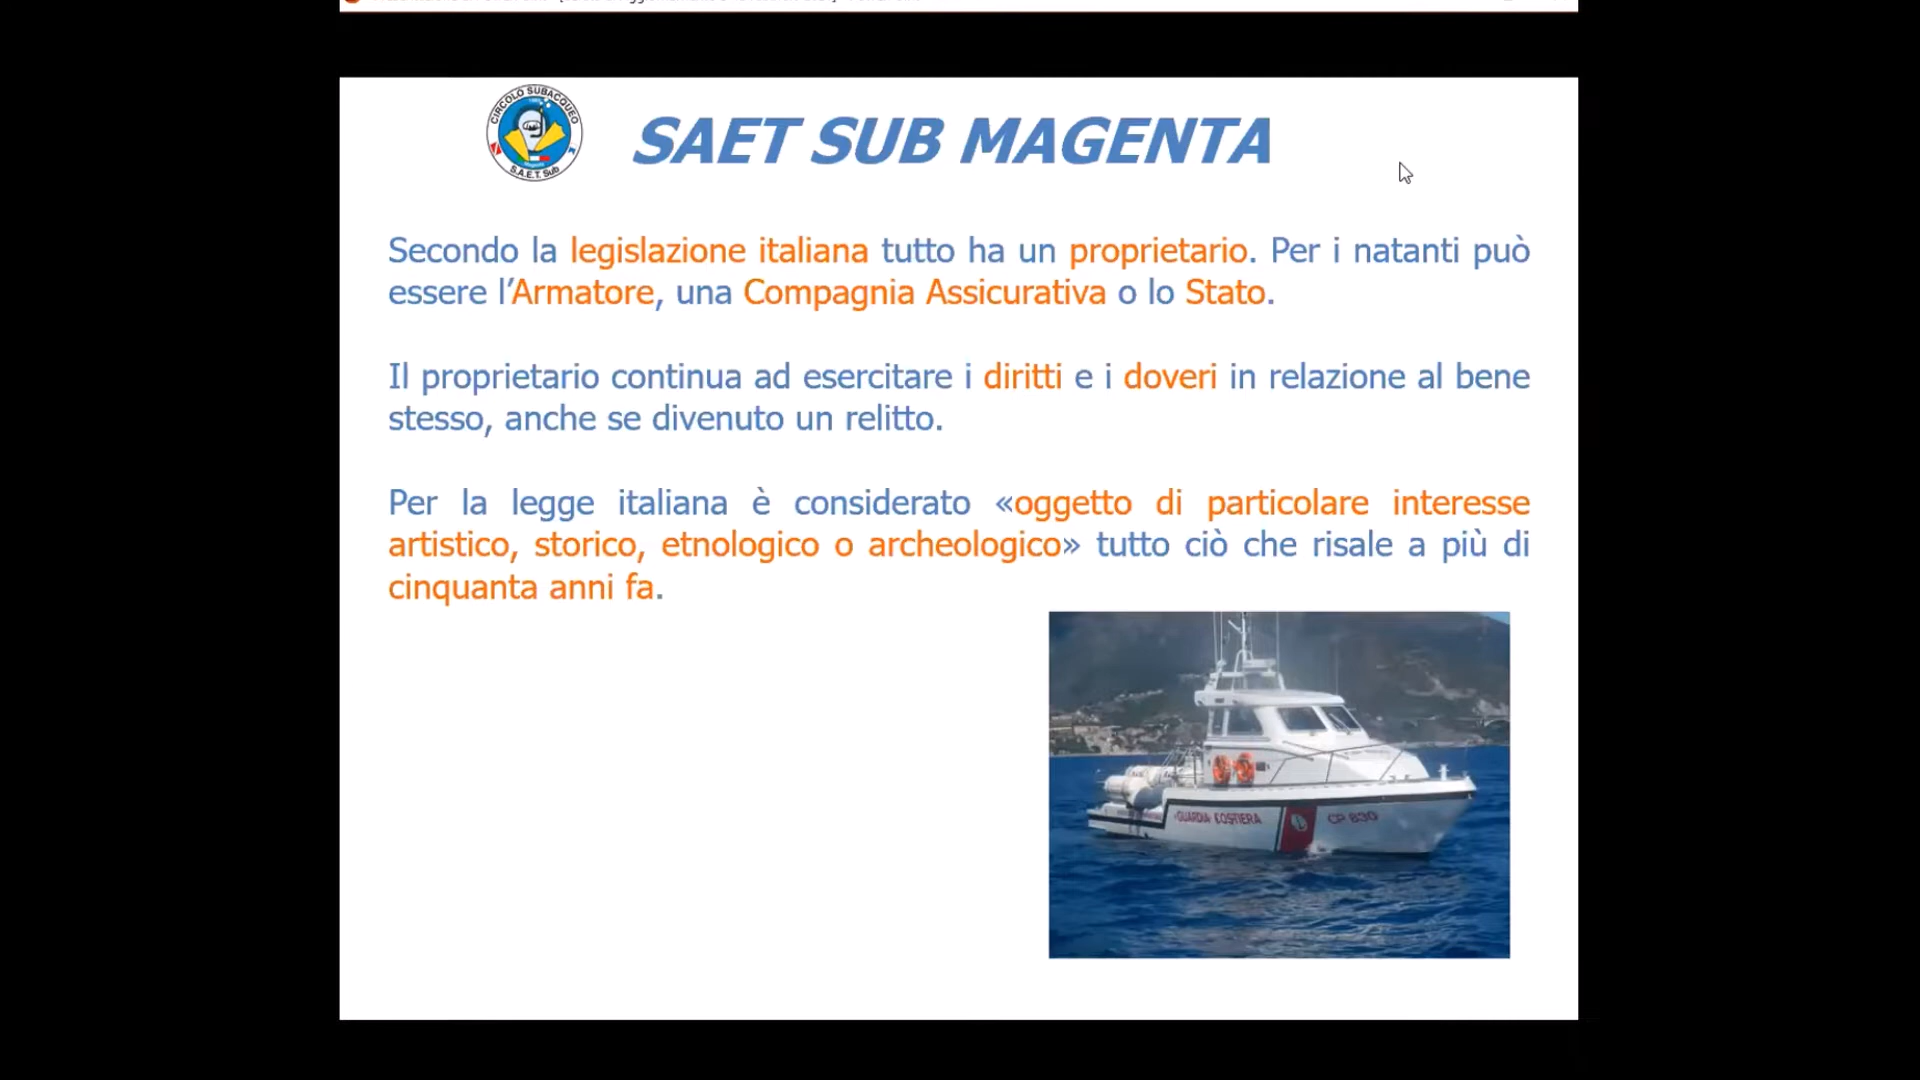 CIRCOLO SUBACQUEO
S.A.E.T. Sub
SAET SUB MAGENTA
Secondo la legislazione italiana tutto ha un proprietario. Per i natanti può
essere l’Armatore, una Compagnia Assicurativa o lo Stato.
Il proprietario continua ad esercitare i diritti e i doveri in relazione al bene
stesso, anche se divenuto un relitto.
Per la legge italiana è considerato «oggetto di particolare interesse
artistico, storico, etnologico o archeologico» tutto ciò che risale a più di
cinquanta anni fa.
GUARDIA COSTIERA
CP 830